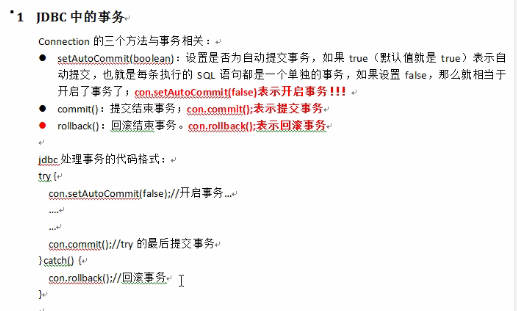 1 JDBC 中的事务
Connection 的三个方法与事务相关：
● setAutoCommit(boolean)：设置是否为自动提交事务，如果 true（默认值就是 true）表示自
动提交，也就是每条执行的 SQL 语句都是一个单独的事务，如果设置 false，那么就相当于
开启了事务了；con.setAutoCommit(false)表示开启事务！！！
● commit()：提交结束事务；con.commit();表示提交事务
● rollback()：回滚结束事务。con.rollback();表示回滚事务
jdbc 处理事务的代码格式：
try {
con.setAutoCommit(false);//开启事务...
....
...
con.commit();//try 的最后提交事务
} catch() {
con.rollback();//回滚事务
}